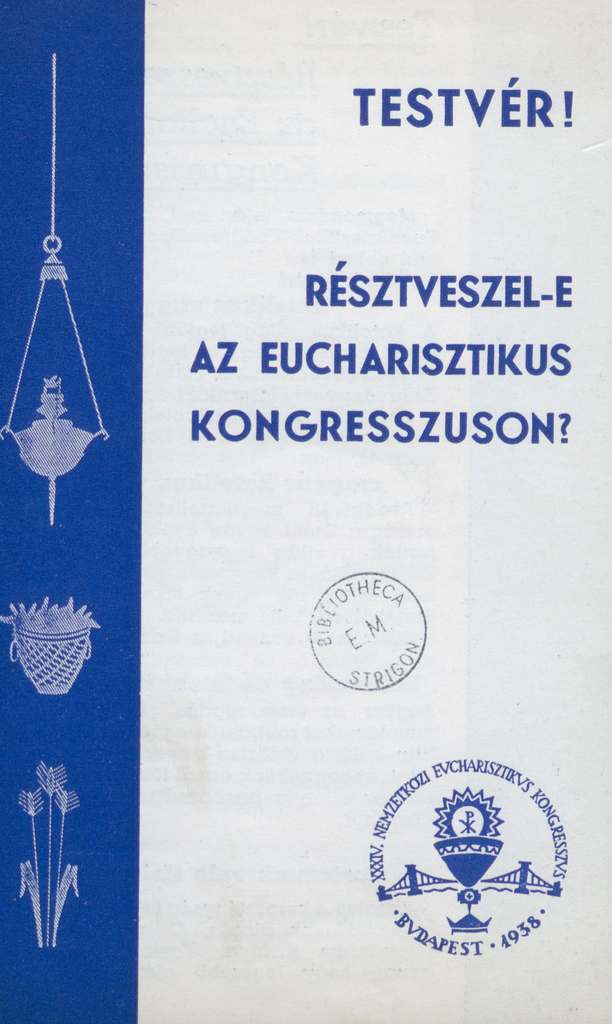 TESTVÉR!
RÉSZTVESZEL-E
AZ EUCHARISZTIKUS
KONGRESSZUSON?
BIBLIOTHECA
E. M.
STRIGON.
XXXIV. NEMZETKÖZI EVCHARISZTIKVS KONGRESSZVS
· BVDAPEST · 1938 ·